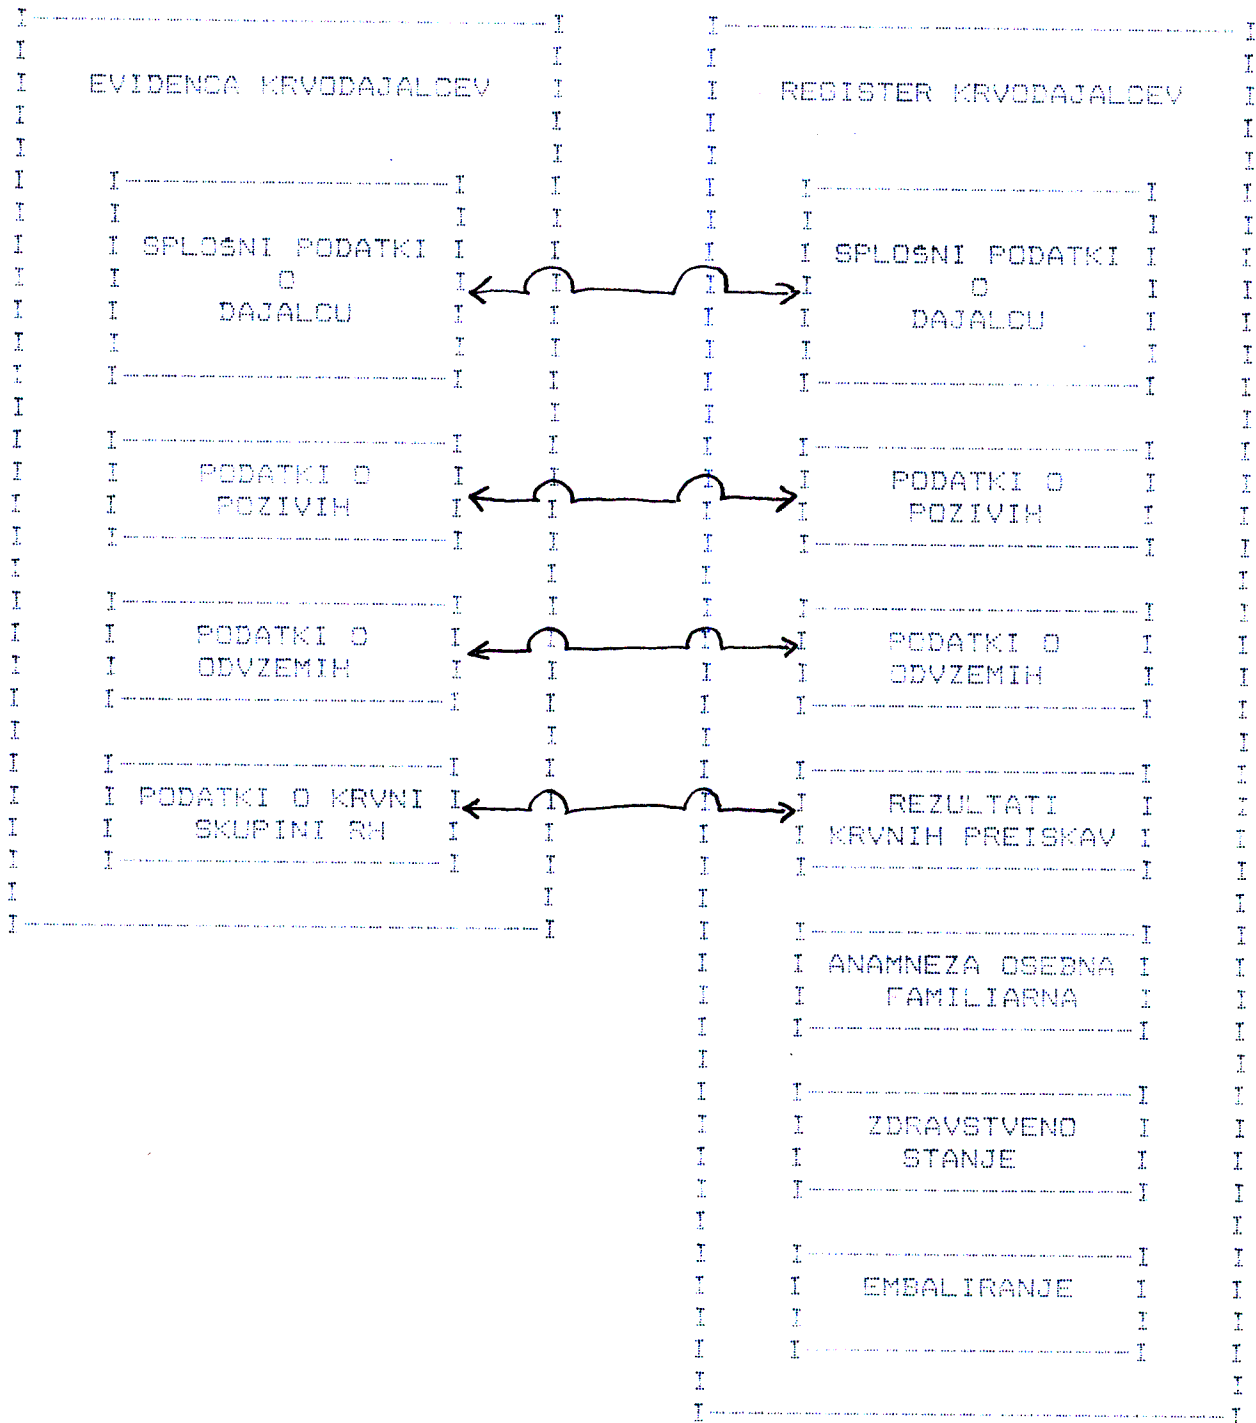 EVIDENCA KRVODAJALCEV
SPLOŠNI PODATKI
O
DAJALCU
PODATKI O
POZIVIH
PODATKI O
ODVZEMIH
PODATKI O KRVNI
SKUPINI RH
REGISTER KRVODAJALCEV
SPLOŠNI PODATKI
O
DAJALCU
PODATKI O
POZIVIH
PODATKI O
ODVZEMIH
REZULTATI
KRVNIH PREISKAV
ANAMNEZA OSEBNA
FAMILIARNA
ZDRAVSTVENO
STANJE
EMBALIRANJE